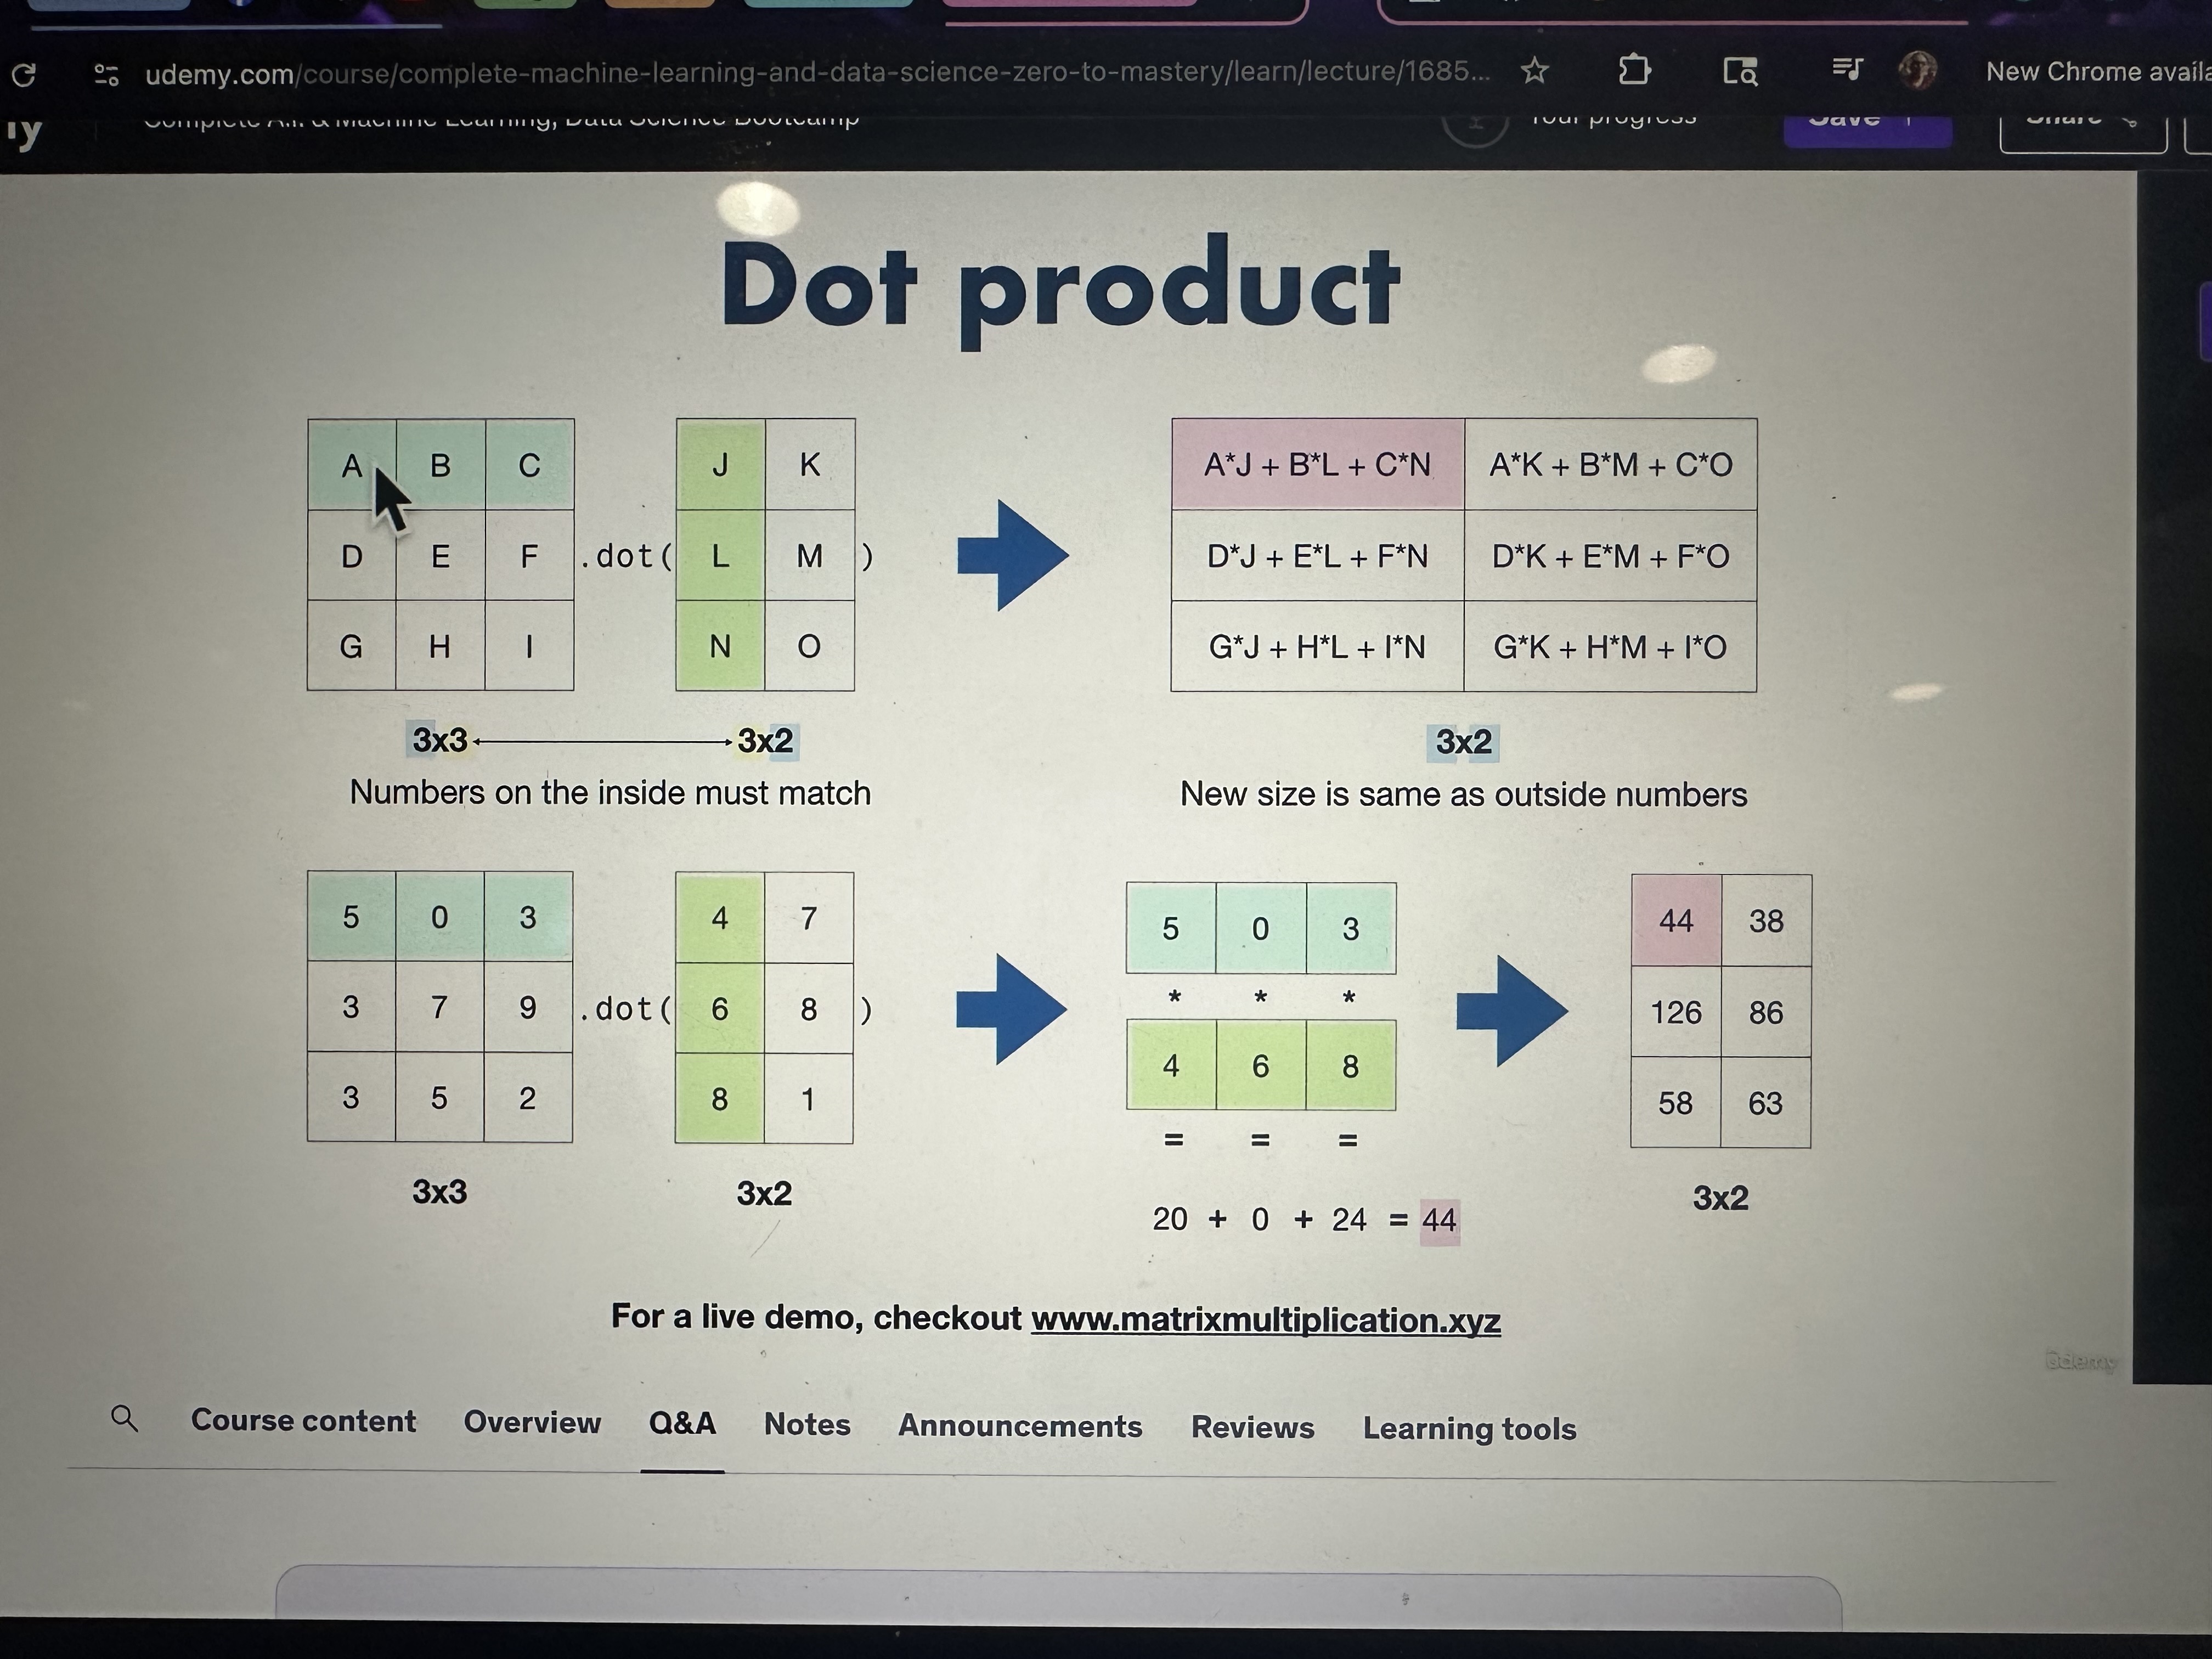 udemy.com/course/complete-machine-learning-and-data-science-zero-to-mastery/learn/lecture/1685...
New Chrome availa
Complete A.I. & Machine Learning, Data Science Bootcamp
Your progress
Save
Share
Dot product
A B C
D E F
G H I
.dot(
J K
L M
N O
)
A*J + B*L + C*N A*K + B*M + C*O
D*J + E*L + F*N D*K + E*M + F*O
G*J + H*L + I*N G*K + H*M + I*O
3x3 3x2
Numbers on the inside must match
3x2
New size is same as outside numbers
5 0 3
3 7 9
3 5 2
.dot(
4 7
6 8
8 1
)
5 0 3
* * *
4 6 8
= = =
20 + 0 + 24 = 44
44 38
126 86
58 63
3x3 3x2 3x2
For a live demo, checkout www.matrixmultiplication.xyz
ûdemy
Course content Overview Q&A Notes Announcements Reviews Learning tools